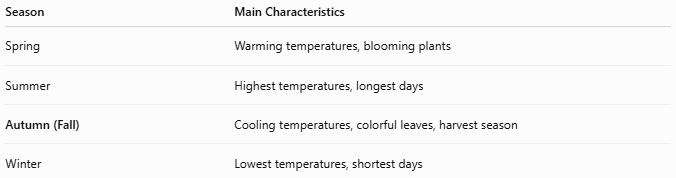 Season Main Characteristics
Spring Warming temperatures, blooming plants
Summer Highest temperatures, longest days
Autumn (Fall) Cooling temperatures, colorful leaves, harvest season
Winter Lowest temperatures, shortest days